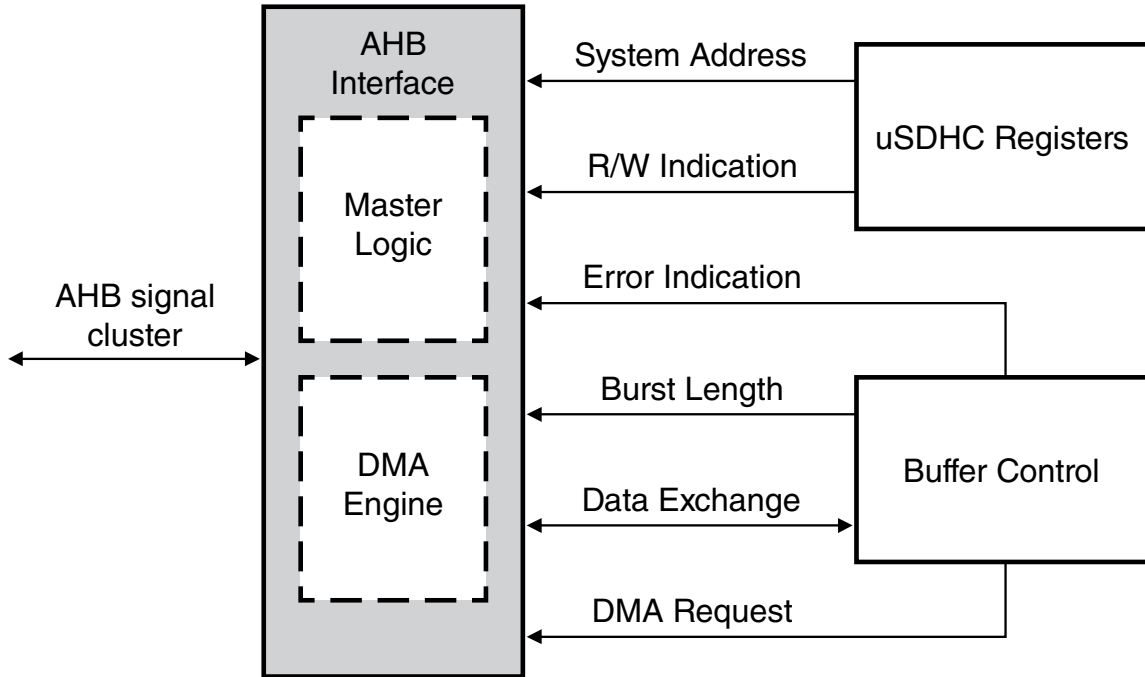 AHB
Interface
Master
Logic
DMA
Engine
AHB signal
cluster
System Address
R/W Indication
Error Indication
Burst Length
Data Exchange
DMA Request
uSDHC Registers
Buffer Control